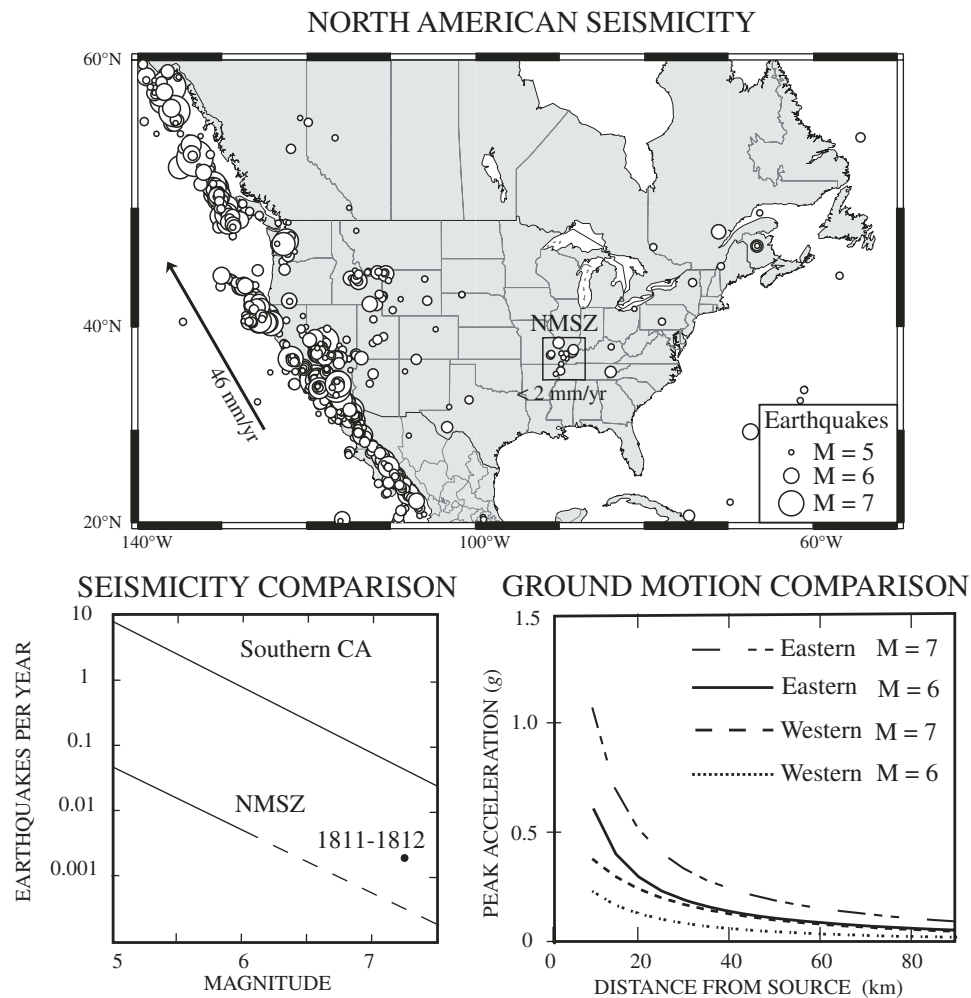 NORTH AMERICAN SEISMICITY
60°N
40°N
20°N
140°W
100°W
60°W
46 mm/yr
NMSZ
< 2 mm/yr
Earthquakes
M = 5
M = 6
M = 7
SEISMICITY COMPARISON
EARTHQUAKES PER YEAR
10
1
0.1
0.01
0.001
Southern CA
NMSZ
1811-1812
5
6
7
MAGNITUDE
GROUND MOTION COMPARISON
PEAK ACCELERATION (g)
1.5
1.0
0.5
0
Eastern M = 7
Eastern M = 6
Western M = 7
Western M = 6
0
20
40
60
80
DISTANCE FROM SOURCE (km)